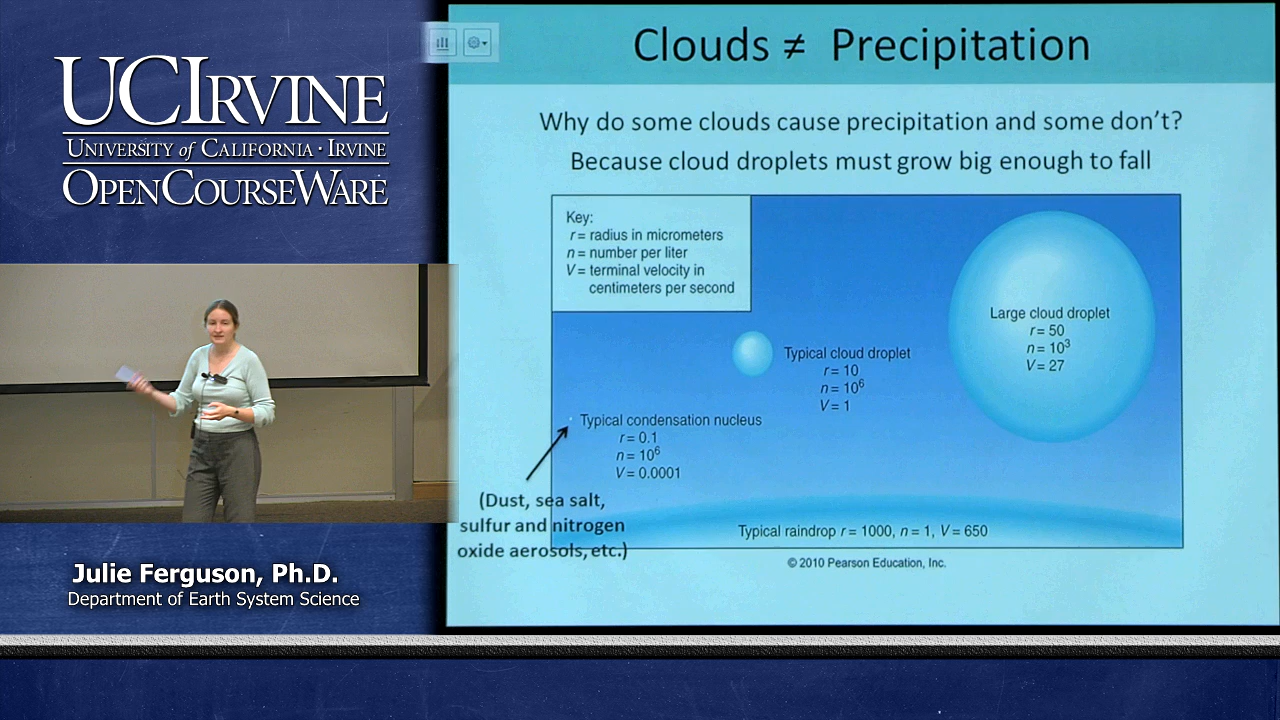 UCIRVINE
UNIVERSITY of CALIFORNIA · IRVINE
OPENCOURSEWARE
Julie Ferguson, Ph.D.
Department of Earth System Science
Clouds ≠ Precipitation
Why do some clouds cause precipitation and some don't?
Because cloud droplets must grow big enough to fall
Key:
r = radius in micrometers
n = number per liter
V = terminal velocity in
centimeters per second
Large cloud droplet
r = 50
n = 10³
V = 27
Typical cloud droplet
r = 10
n = 10⁶
V = 1
Typical condensation nucleus
r = 0.1
n = 10⁶
V = 0.0001
(Dust, sea salt,
sulfur and nitrogen
oxide aerosols, etc.)
Typical raindrop r = 1000, n = 1, V = 650
© 2010 Pearson Education, Inc.